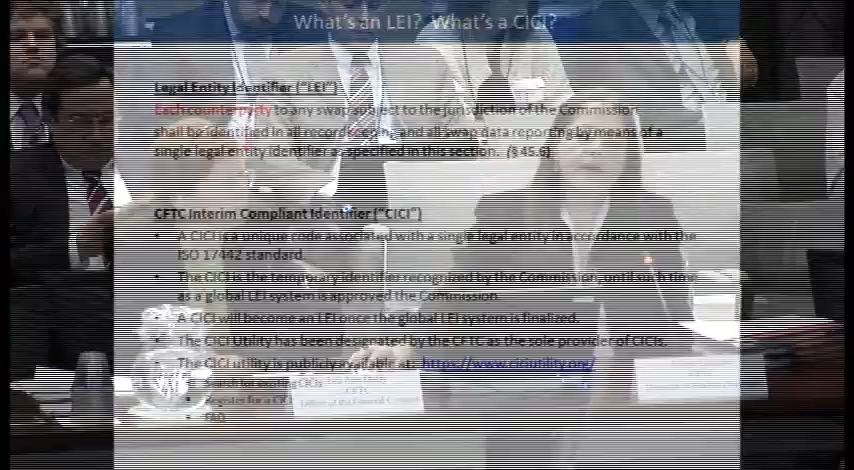 What's an LEI? What's a CICI?
Legal Entity Identifier ("LEI")
Each counterparty to any swap subject to the jurisdiction of the Commission
shall be identified in all recordkeeping and all swap data reporting by means of a
single legal entity identifier as specified in this section. (§ 45.6)
CFTC Interim Compliant Identifier ("CICI")
• A CICI is a unique code associated with a single legal entity in accordance with the
ISO 17442 standard.
• The CICI is the temporary identifier recognized by the Commission, until such time
as a global LEI system is approved the Commission.
• A CICI will become an LEI once the global LEI system is finalized.
• The CICI Utility has been designated by the CFTC as the sole provider of CICIs.
The CICI utility is publicly available at: https://www.ciciutility.org/
• Search for existing CICIs
• Register for a CICI
• FAQ
CFTC